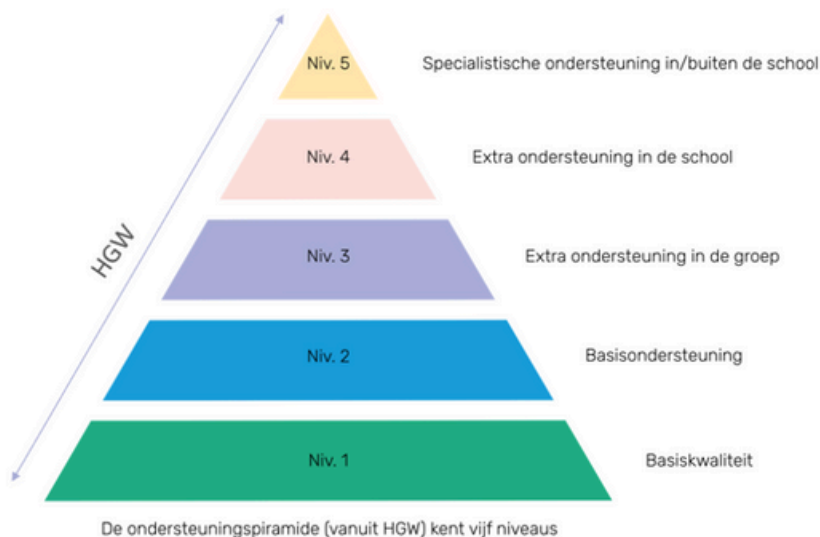 Niv. 5
Specialistische ondersteuning in/buiten de school
Niv. 4
Extra ondersteuning in de school
HGW
Niv. 3
Extra ondersteuning in de groep
Niv. 2
Basisondersteuning
Niv. 1
Basiskwaliteit
De ondersteuningspiramide (vanuit HGW) kent vijf niveaus